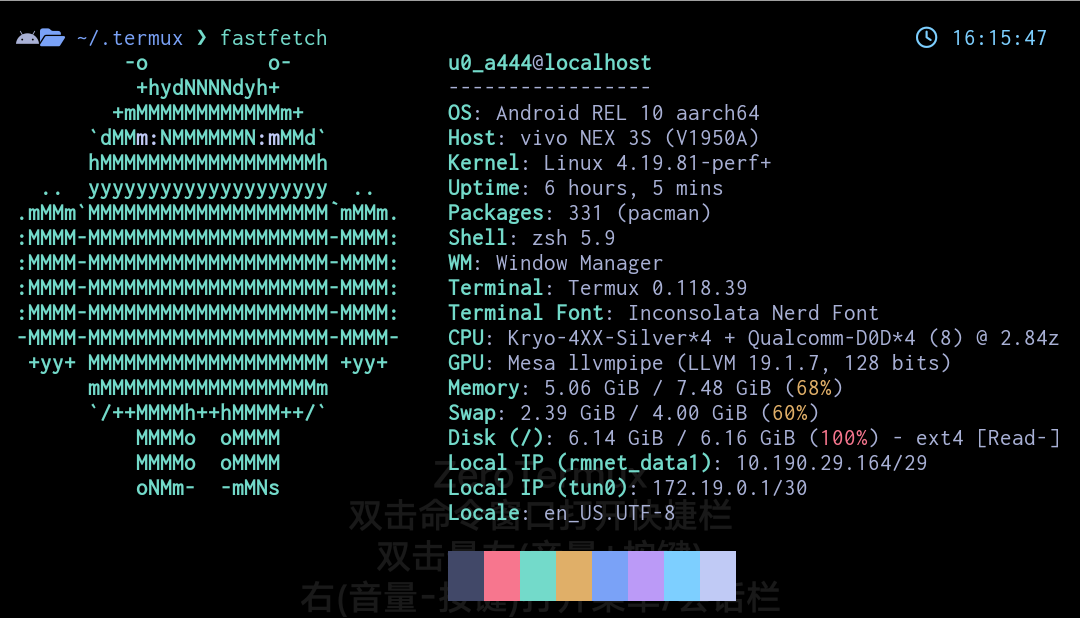 ~/.termux ❯ fastfetch 16:15:47
-o          o-
+hydNNNNdyh+
+mMMMMMMMMMMMMm+
`dMMm:NMMMMMMN:mMMd`
hMMMMMMMMMMMMMMMMMMh
..  yyyyyyyyyyyyyyyyyyyy  ..
.mMMm`MMMMMMMMMMMMMMMMMMMM`mMMm.
:MMMM-MMMMMMMMMMMMMMMMMMMM-MMMM:
:MMMM-MMMMMMMMMMMMMMMMMMMM-MMMM:
:MMMM-MMMMMMMMMMMMMMMMMMMM-MMMM:
:MMMM-MMMMMMMMMMMMMMMMMMMM-MMMM:
-MMMM-MMMMMMMMMMMMMMMMMMMM-MMMM-
+yy+ MMMMMMMMMMMMMMMMMMMM +yy+
mMMMMMMMMMMMMMMMMMMm
`/++MMMMh++hMMMM++/`
MMMMo  oMMMM
MMMMo  oMMMM
oNMm-  -mMNs
u0_a444@localhost
-----------------
OS: Android REL 10 aarch64
Host: vivo NEX 3S (V1950A)
Kernel: Linux 4.19.81-perf+
Uptime: 6 hours, 5 mins
Packages: 331 (pacman)
Shell: zsh 5.9
WM: Window Manager
Terminal: Termux 0.118.39
Terminal Font: Inconsolata Nerd Font
CPU: Kryo-4XX-Silver*4 + Qualcomm-D0D*4 (8) @ 2.84z
GPU: Mesa llvmpipe (LLVM 19.1.7, 128 bits)
Memory: 5.06 GiB / 7.48 GiB (68%)
Swap: 2.39 GiB / 4.00 GiB (60%)
Disk (/): 6.14 GiB / 6.16 GiB (100%) - ext4 [Read-]
Local IP (rmnet_data1): 10.190.29.164/29
Local IP (tun0): 172.19.0.1/30
Locale: en_US.UTF-8
ZeroTermux
双击命令窗口打开快捷栏
双击最左(音量+按键)
右(音量-按键)打开菜单/会话栏